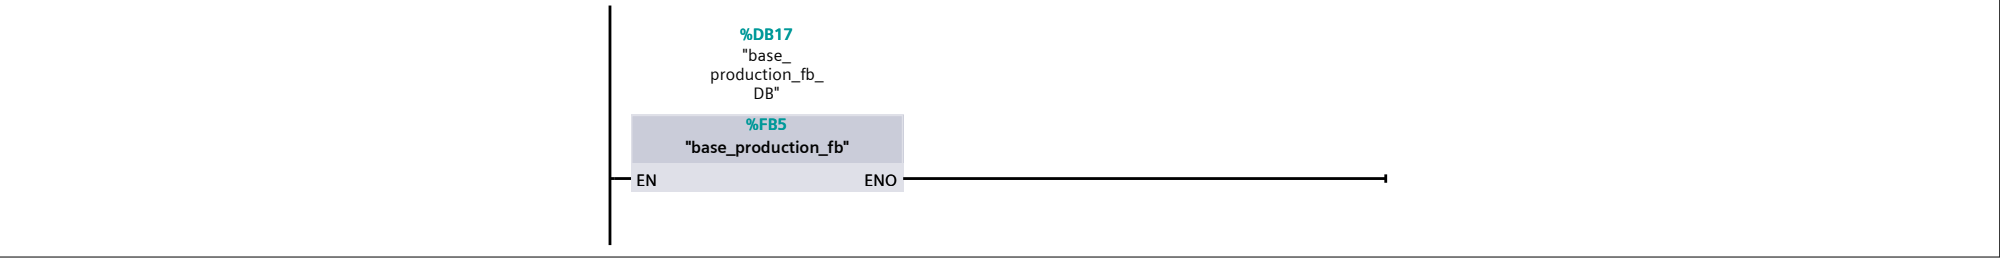 %DB17
"base_
production_fb_
DB"
%FB5
"base_production_fb"
EN ENO